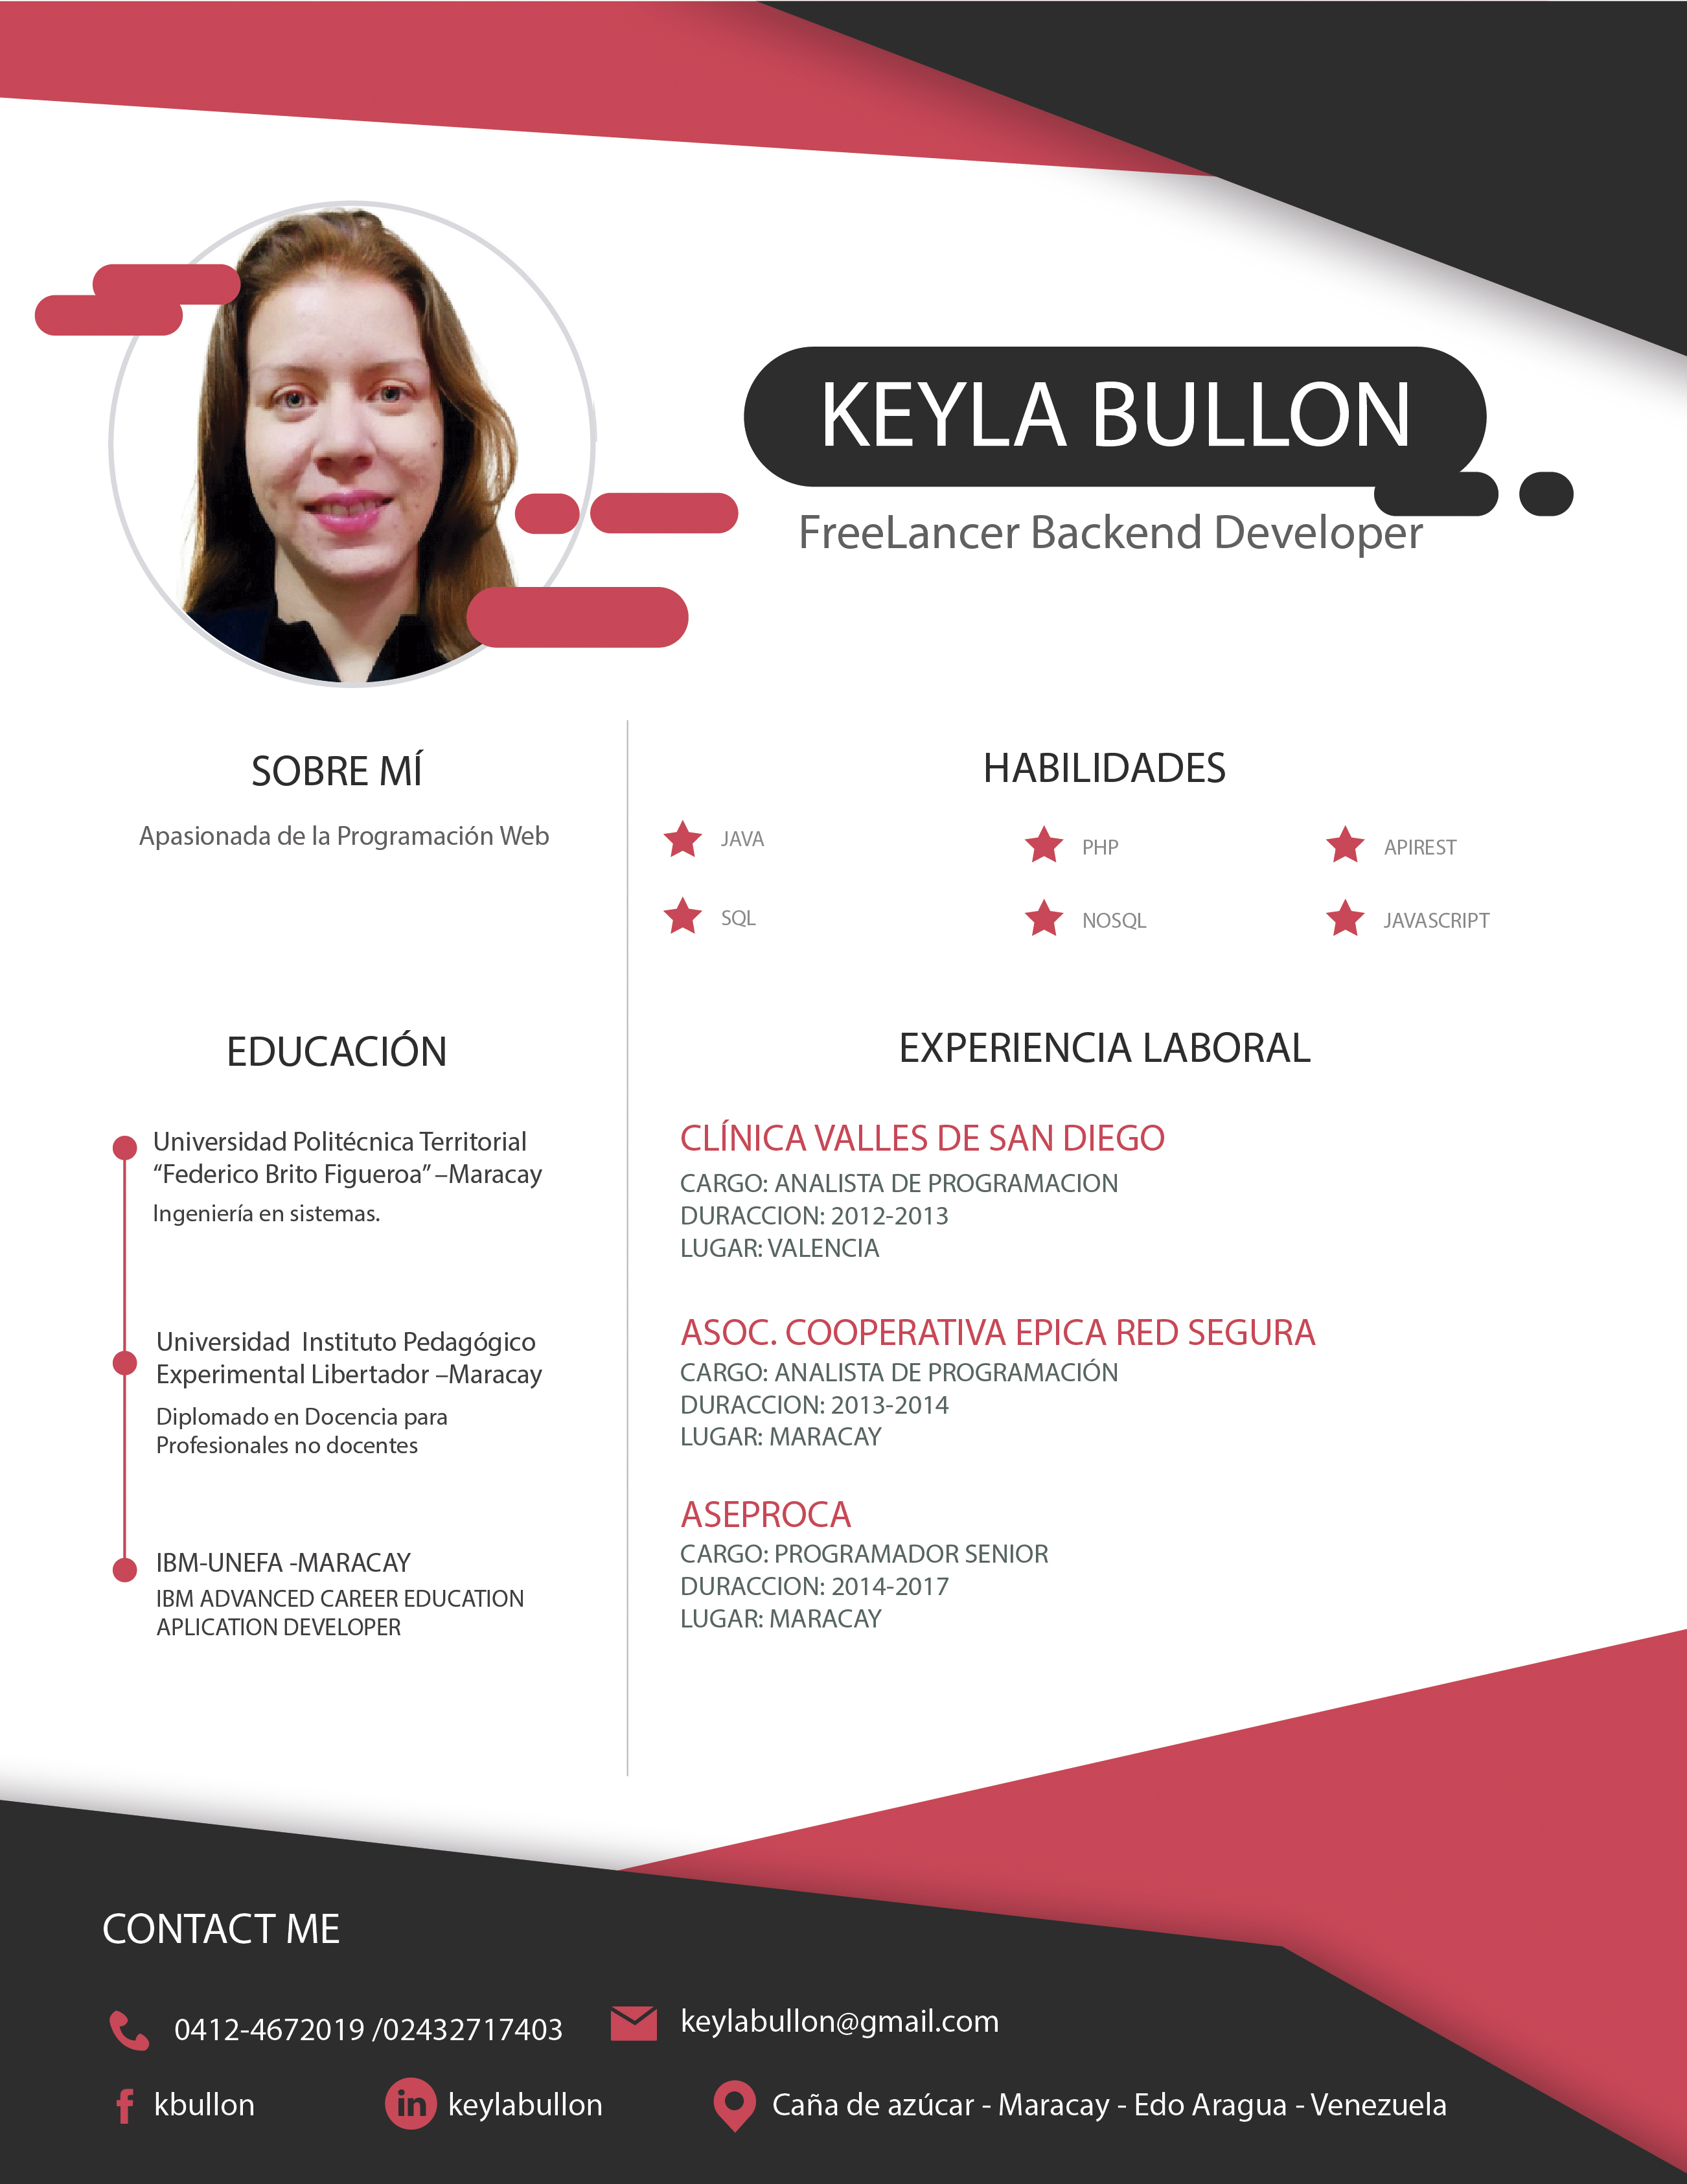 KEYLA BULLON
FreeLancer Backend Developer
SOBRE MÍ
Apasionada de la Programación Web
HABILIDADES
JAVA
PHP
APIREST
SQL
NOSQL
JAVASCRIPT
EDUCACIÓN
Universidad Politécnica Territorial
“Federico Brito Figueroa” –Maracay
Ingeniería en sistemas.
Universidad Instituto Pedagógico
Experimental Libertador –Maracay
Diplomado en Docencia para
Profesionales no docentes
IBM-UNEFA -MARACAY
IBM ADVANCED CAREER EDUCATION
APLICATION DEVELOPER
EXPERIENCIA LABORAL
CLÍNICA VALLES DE SAN DIEGO
CARGO: ANALISTA DE PROGRAMACION
DURACCION: 2012-2013
LUGAR: VALENCIA
ASOC. COOPERATIVA EPICA RED SEGURA
CARGO: ANALISTA DE PROGRAMACIÓN
DURACCION: 2013-2014
LUGAR: MARACAY
ASEPROCA
CARGO: PROGRAMADOR SENIOR
DURACCION: 2014-2017
LUGAR: MARACAY
CONTACT ME
0412-4672019 /02432717403
keylabullon@gmail.com
f kbullon
in keylabullon
Caña de azúcar - Maracay - Edo Aragua - Venezuela